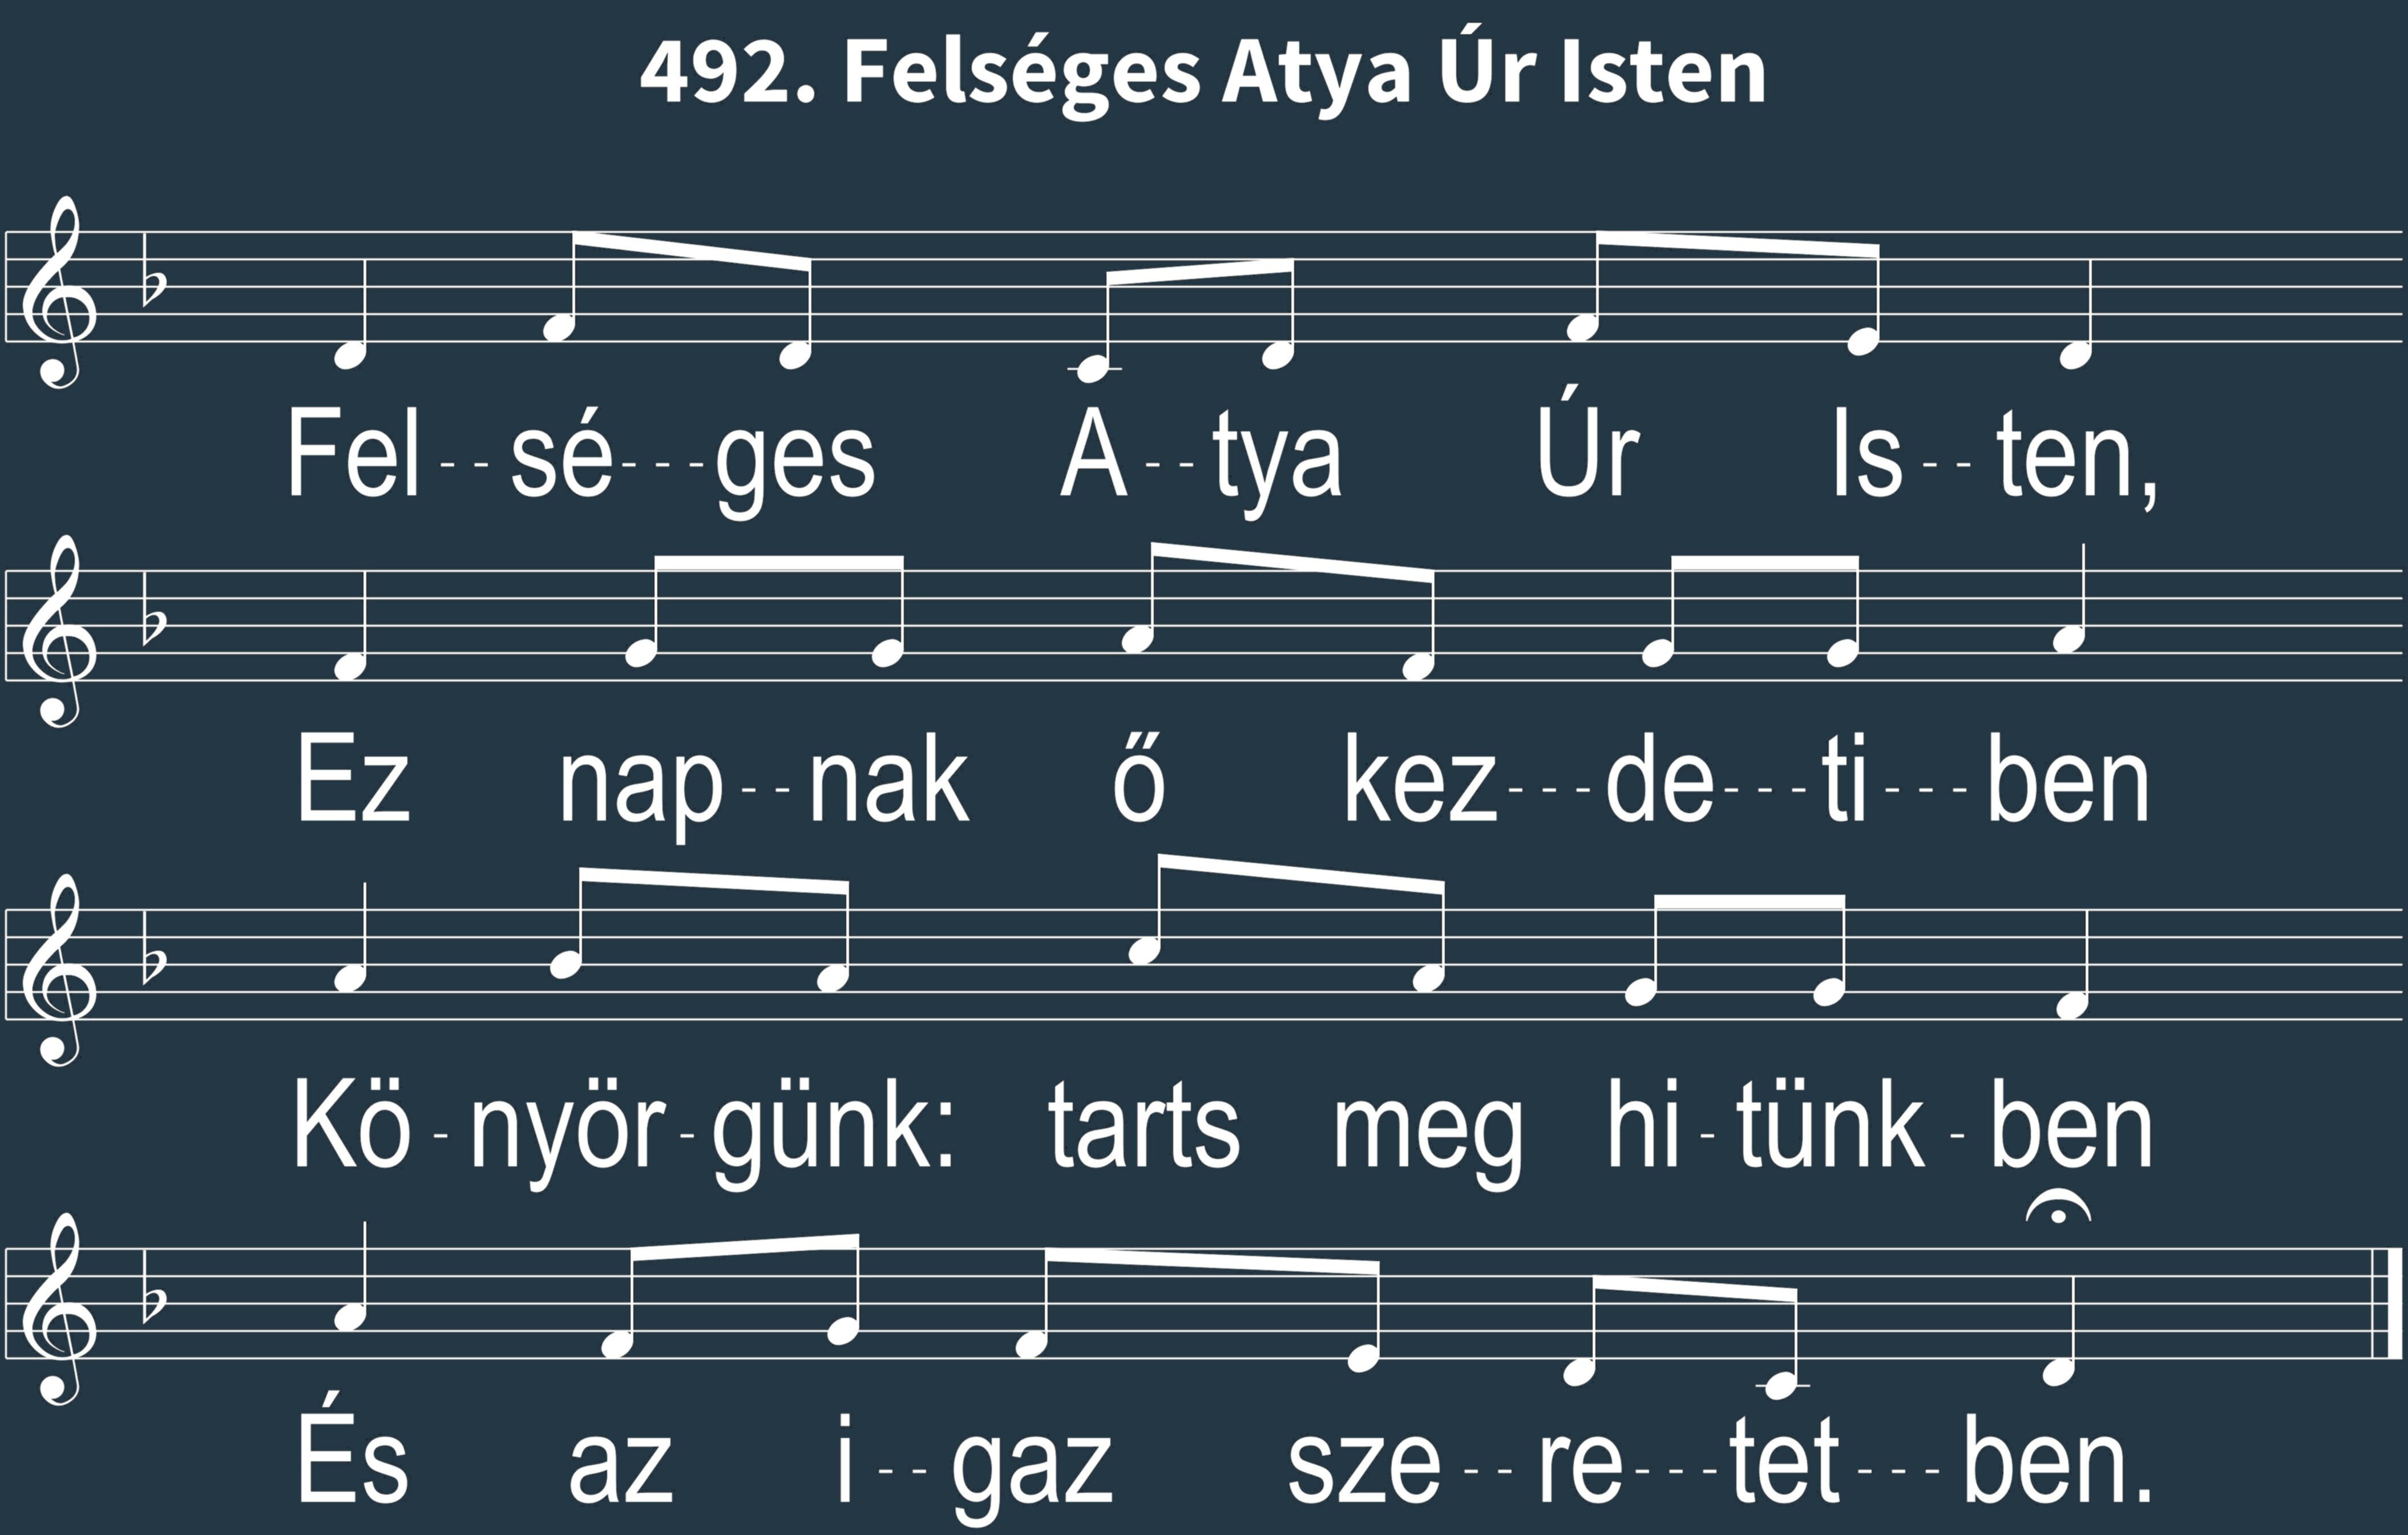 492. Felséges Atya Úr Isten
Fel--sé---ges A--tya Úr Is--ten,
Ez nap--nak ő kez---de---ti---ben
Kö-nyör-günk: tarts meg hi-tünk-ben
És az i--gaz sze--re---tet---ben.